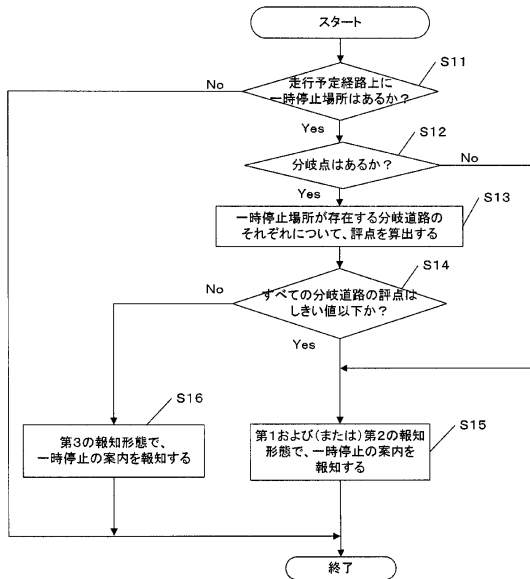 スタート
S11
走行予定経路上に
一時停止場所はあるか？
No
Yes
S12
分岐点はあるか？
No
Yes
S13
一時停止場所が存在する分岐道路の
それぞれについて、評点を算出する
S14
すべての分岐道路の評点は
しきい値以下か？
No
Yes
S16
第3の報知形態で、
一時停止の案内を報知する
S15
第1および(または)第2の報知
形態で、一時停止の案内を
報知する
終了